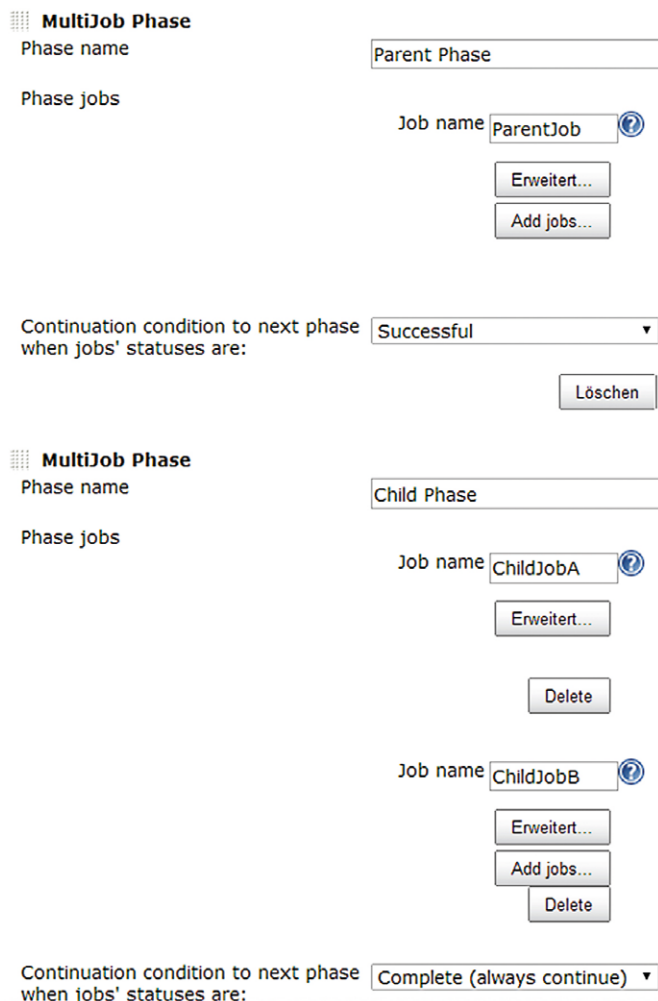 MultiJob Phase
Phase name Parent Phase
Phase jobs
Job name ParentJob ?
Erweitert...
Add jobs...
Continuation condition to next phase
when jobs' statuses are: Successful
Löschen
MultiJob Phase
Phase name Child Phase
Phase jobs
Job name ChildJobA ?
Erweitert...
Delete
Job name ChildJobB ?
Erweitert...
Add jobs...
Delete
Continuation condition to next phase
when jobs' statuses are: Complete (always continue)